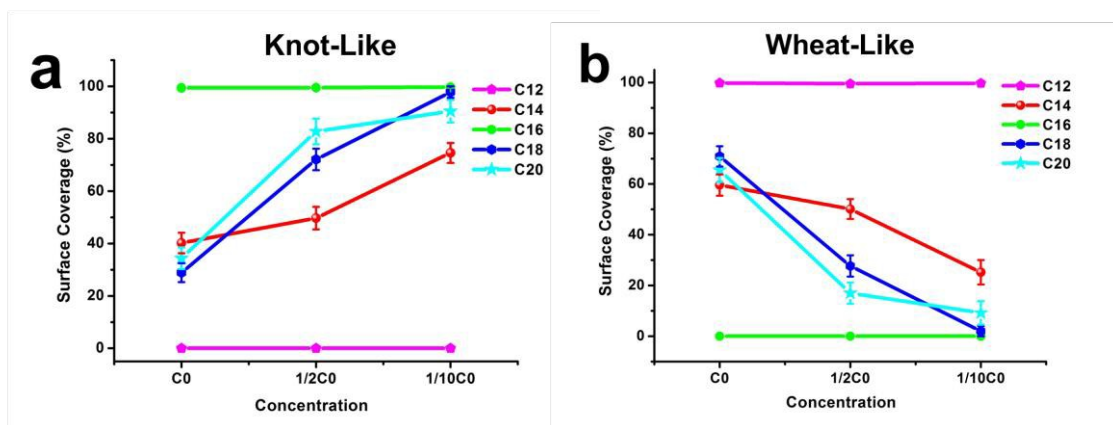 a
Knot-Like
Surface Coverage (%)
100
80
60
40
20
0
C12
C14
C16
C18
C20
C0
1/2C0
1/10C0
Concentration
b
Wheat-Like
Surface Coverage (%)
100
80
60
40
20
0
C12
C14
C16
C18
C20
C0
1/2C0
1/10C0
Concentration